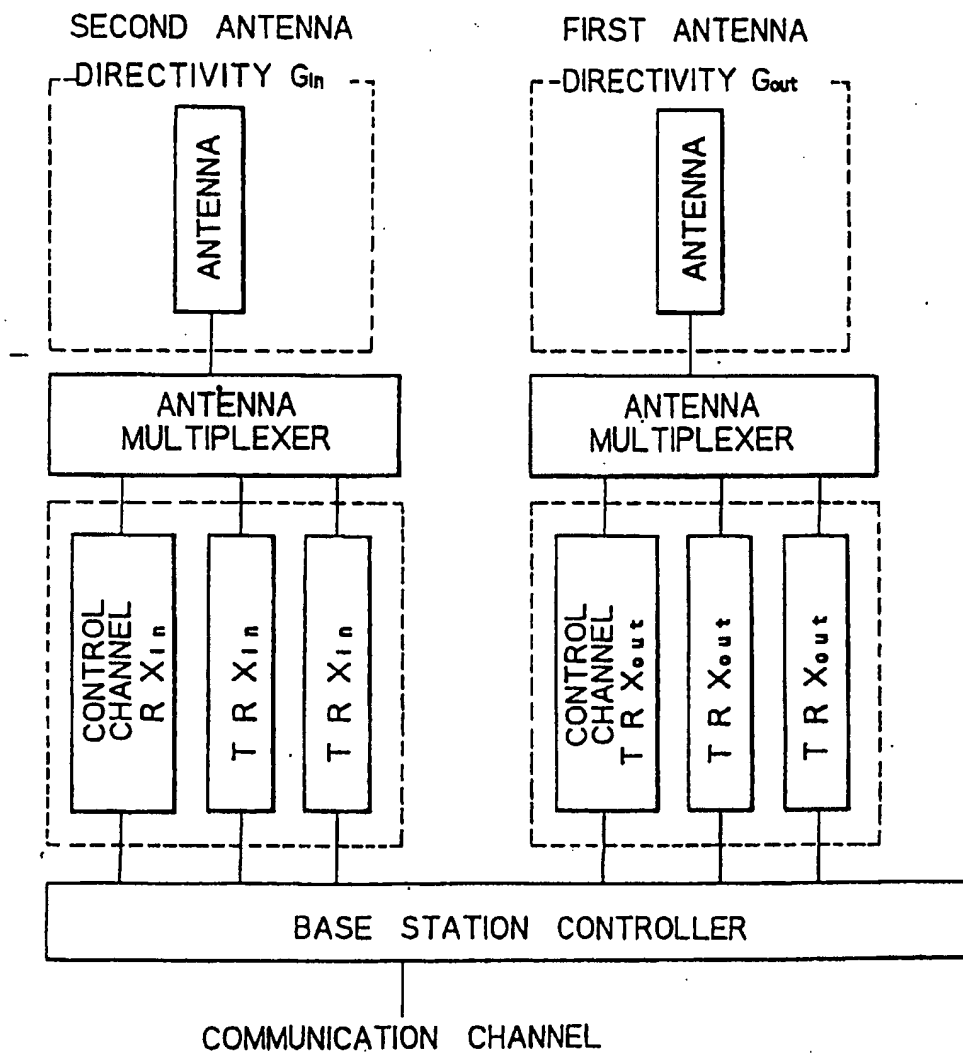 SECOND ANTENNA
FIRST ANTENNA
DIRECTIVITY Gin
DIRECTIVITY Gout
ANTENNA
ANTENNA
ANTENNA
MULTIPLEXER
ANTENNA
MULTIPLEXER
CONTROL
CHANNEL
R Xin
T R Xin
T R Xin
CONTROL
CHANNEL
T R Xout
T R Xout
T R Xout
BASE STATION CONTROLLER
COMMUNICATION CHANNEL